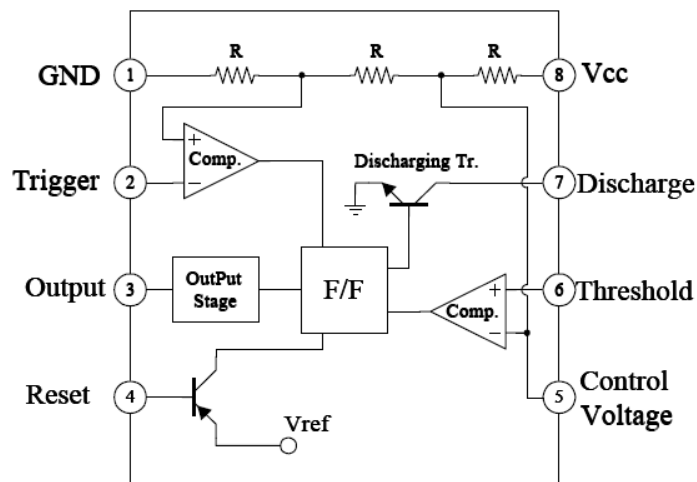 R
R
R
GND
1
8
Vcc
+
Comp.
−
Trigger
2
Discharging Tr.
7
Discharge
Output
3
OutPut
Stage
F/F
+
Comp.
−
6
Threshold
Reset
4
Vref
5
Control
Voltage